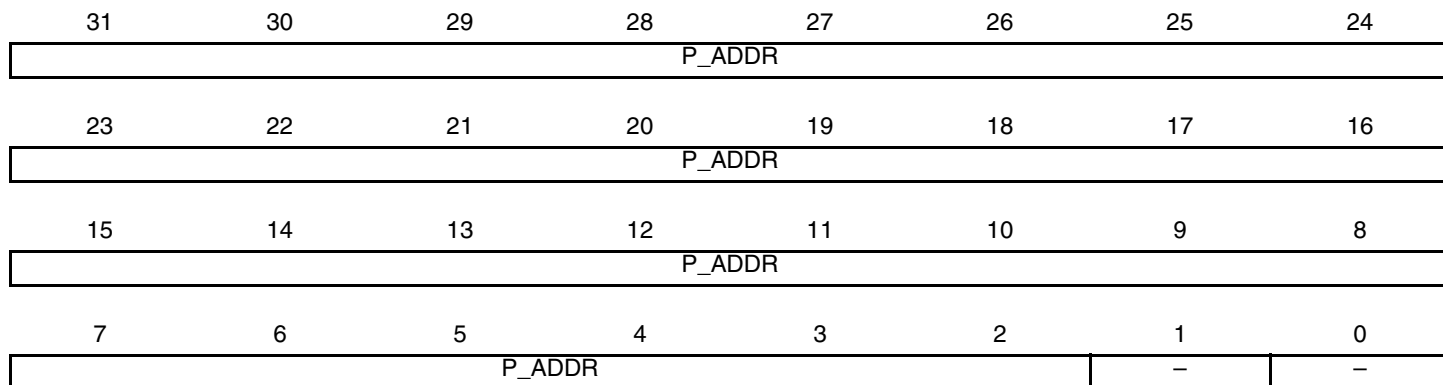 31 30 29 28 27 26 25 24
P_ADDR
23 22 21 20 19 18 17 16
P_ADDR
15 14 13 12 11 10 9 8
P_ADDR
7 6 5 4 3 2 1 0
P_ADDR – –